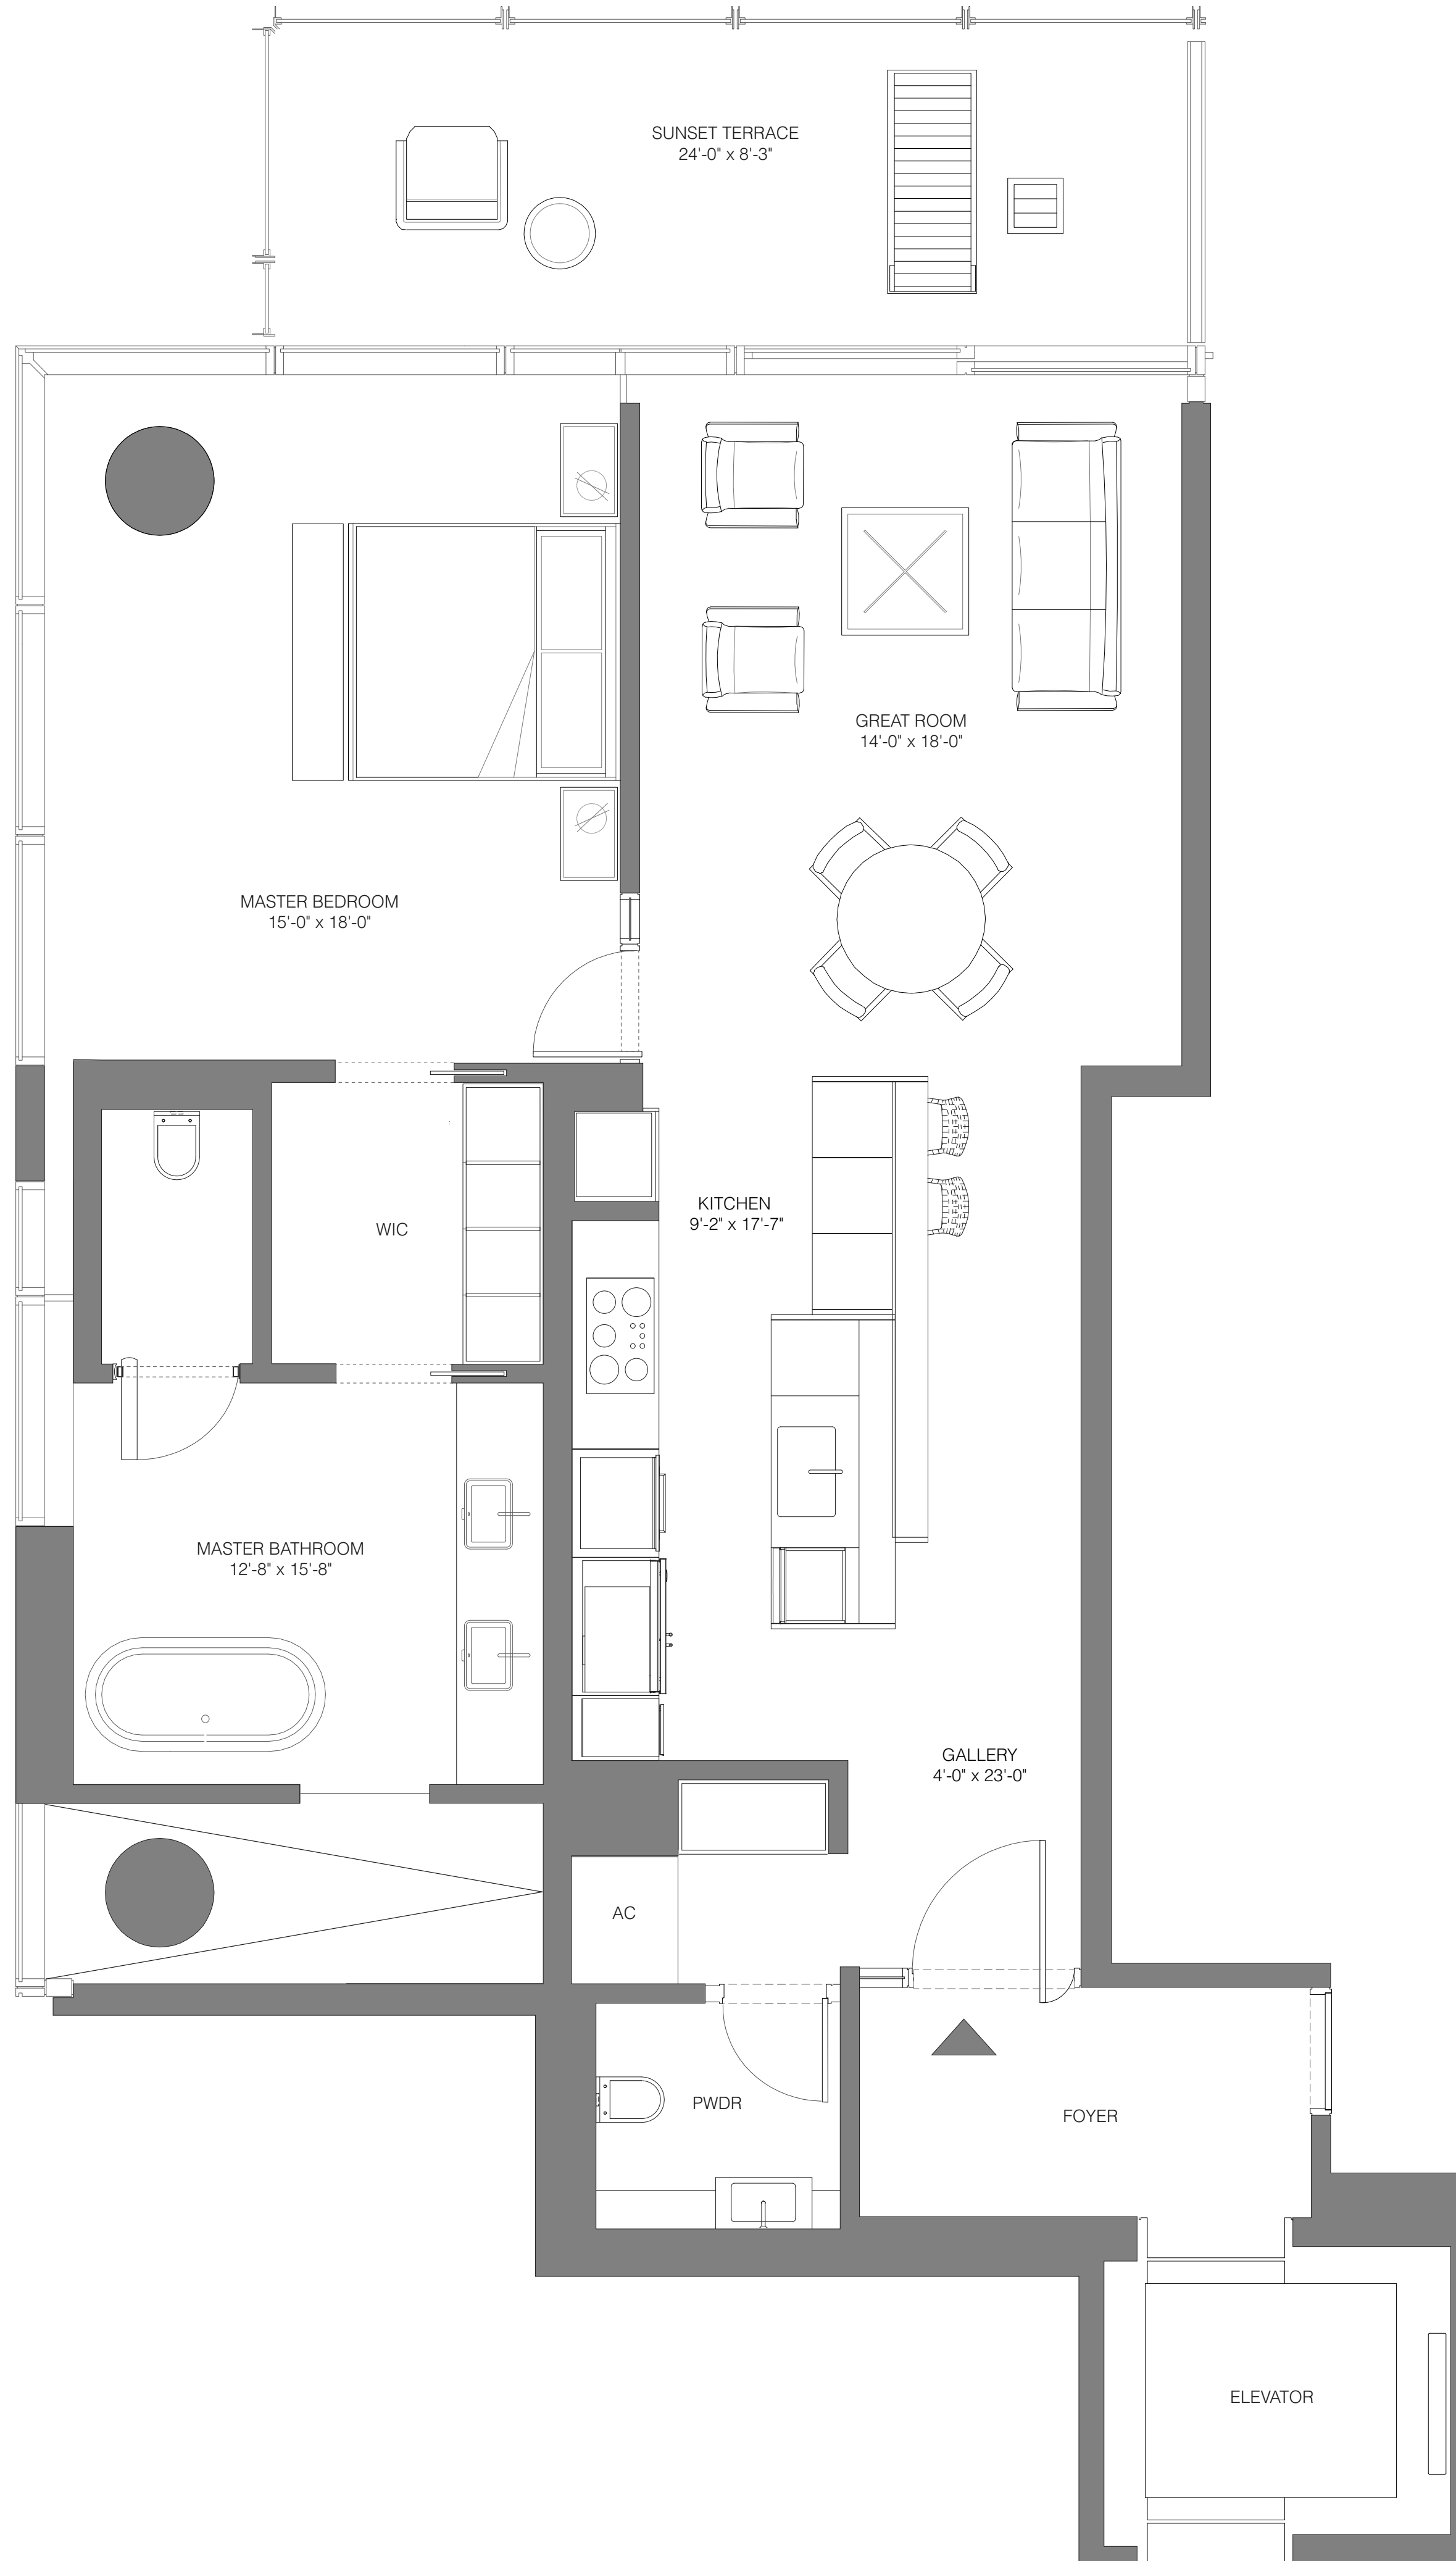 SUNSET TERRACE
24'-0" x 8'-3"
GREAT ROOM
14'-0" x 18'-0"
MASTER BEDROOM
15'-0" x 18'-0"
KITCHEN
9'-2" x 17'-7"
WIC
MASTER BATHROOM
12'-8" x 15'-8"
GALLERY
4'-0" x 23'-0"
AC
PWDR
FOYER
ELEVATOR